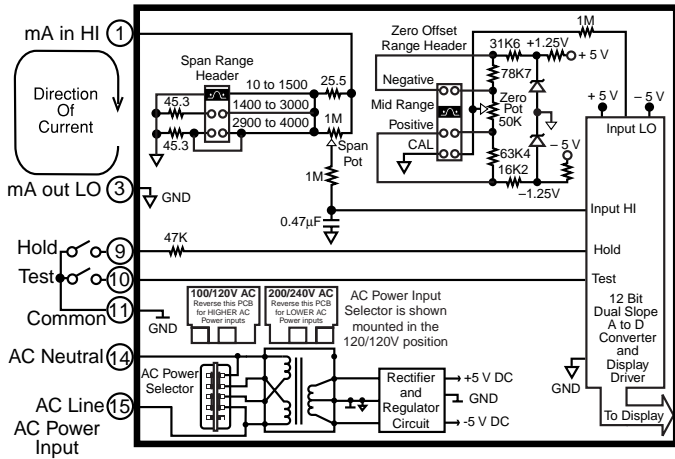 mA in HI 1
Direction
Of
Current
mA out LO 3
GND
Span Range
Header
10 to 1500
1400 to 3000
2900 to 4000
45.3
45.3
25.5
1M
Span
Pot
1M
0.47µF
Zero Offset
Range Header
Negative
Mid Range
Positive
CAL
31K6
+1.25V
+ 5 V
78K7
Zero
Pot
50K
63K4
16K2
–1.25V
– 5 V
1M
+ 5 V
– 5 V
Input LO
Input HI
Hold
Test
12 Bit
Dual Slope
A to D
Converter
and
Display
Driver
GND
To Display
Hold 9
47K
Test 10
Common 11
GND
100/120V AC
Reverse this PCB
for HIGHER AC
Power inputs
200/240V AC
Reverse this PCB
for LOWER AC
Power inputs
AC Power Input
Selector is shown
mounted in the
120/120V position
AC Neutral 14
AC Line 15
AC Power
Input
AC Power
Selector
Rectifier
and
Regulator
Circuit
+5 V DC
GND
-5 V DC